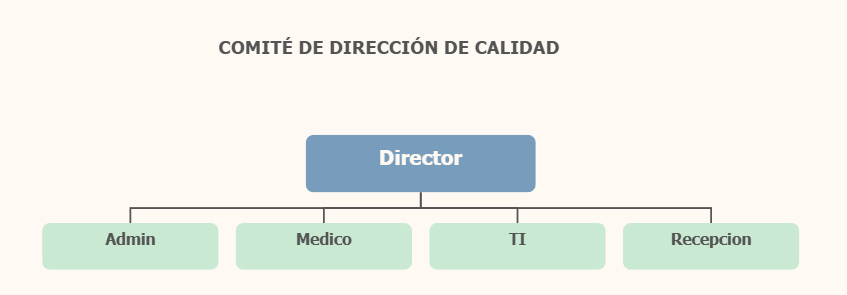 COMITÉ DE DIRECCIÓN DE CALIDAD
Director
Admin
Medico
TI
Recepcion